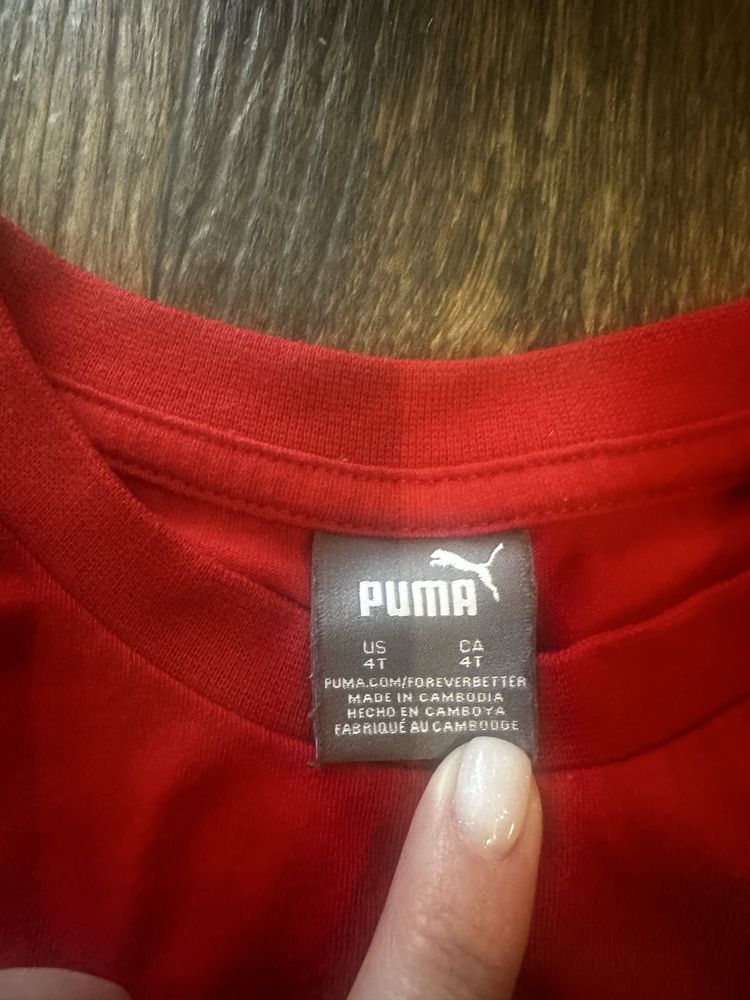 PUMA
US CA
4T 4T
PUMA.COM/FOREVERBETTER
MADE IN CAMBODIA
HECHO EN CAMBOYA
FABRIQUÉ AU CAMBODGE